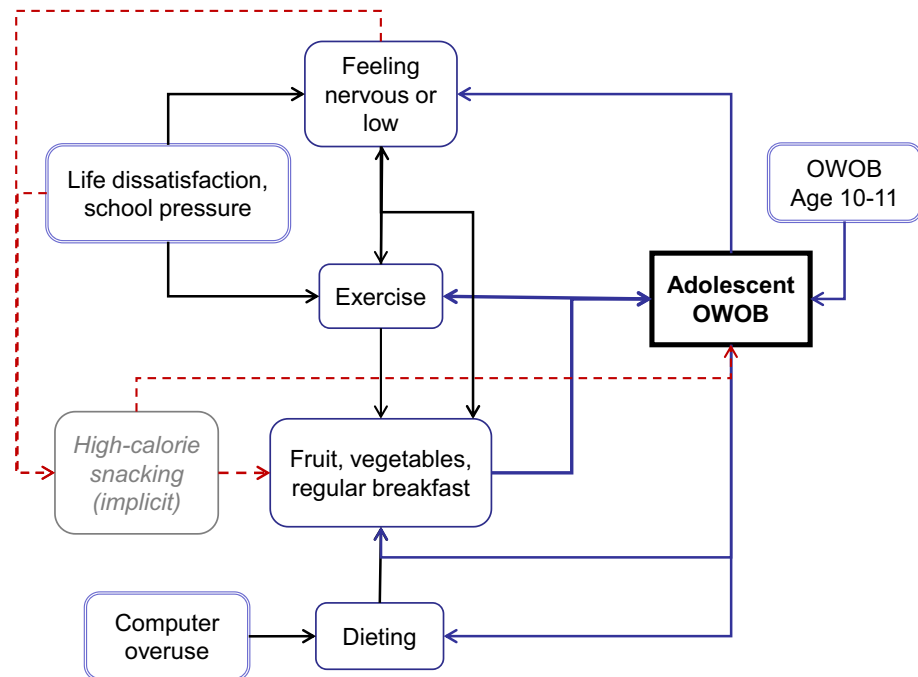 Feeling
nervous or
low
Life dissatisfaction,
school pressure
OWOB
Age 10-11
Exercise
Adolescent
OWOB
High-calorie
snacking
(implicit)
Fruit, vegetables,
regular breakfast
Computer
overuse
Dieting